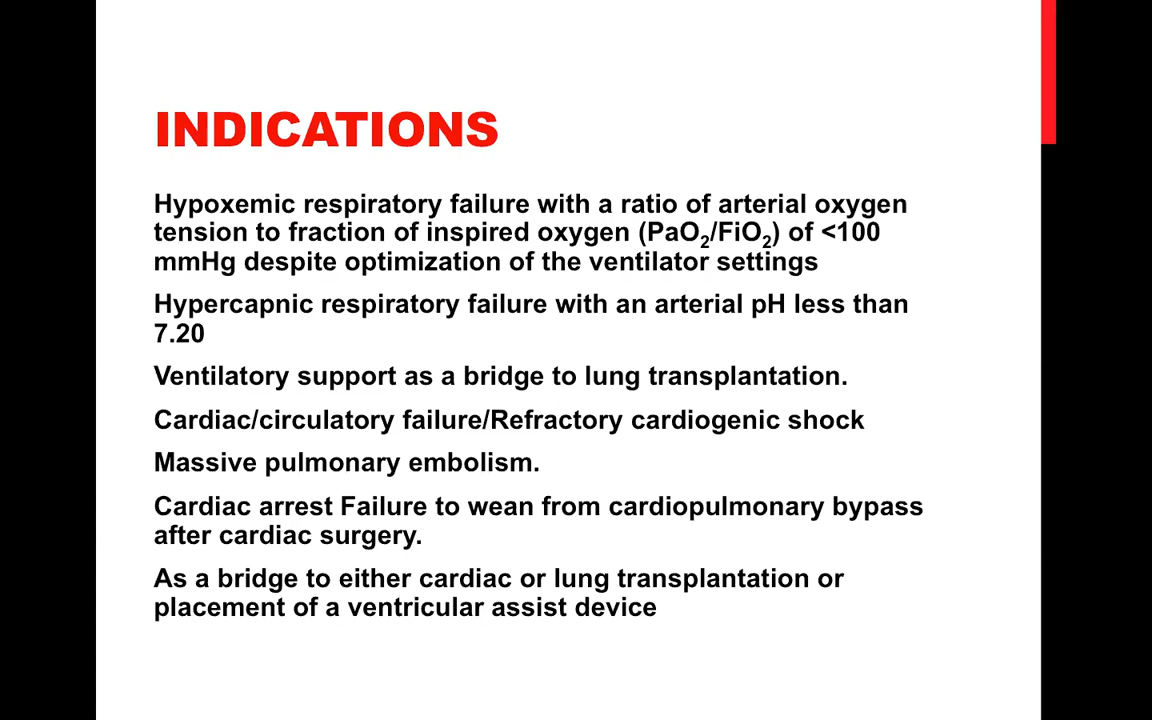 INDICATIONS
Hypoxemic respiratory failure with a ratio of arterial oxygen
tension to fraction of inspired oxygen (PaO₂/FiO₂) of <100
mmHg despite optimization of the ventilator settings
Hypercapnic respiratory failure with an arterial pH less than
7.20
Ventilatory support as a bridge to lung transplantation.
Cardiac/circulatory failure/Refractory cardiogenic shock
Massive pulmonary embolism.
Cardiac arrest Failure to wean from cardiopulmonary bypass
after cardiac surgery.
As a bridge to either cardiac or lung transplantation or
placement of a ventricular assist device